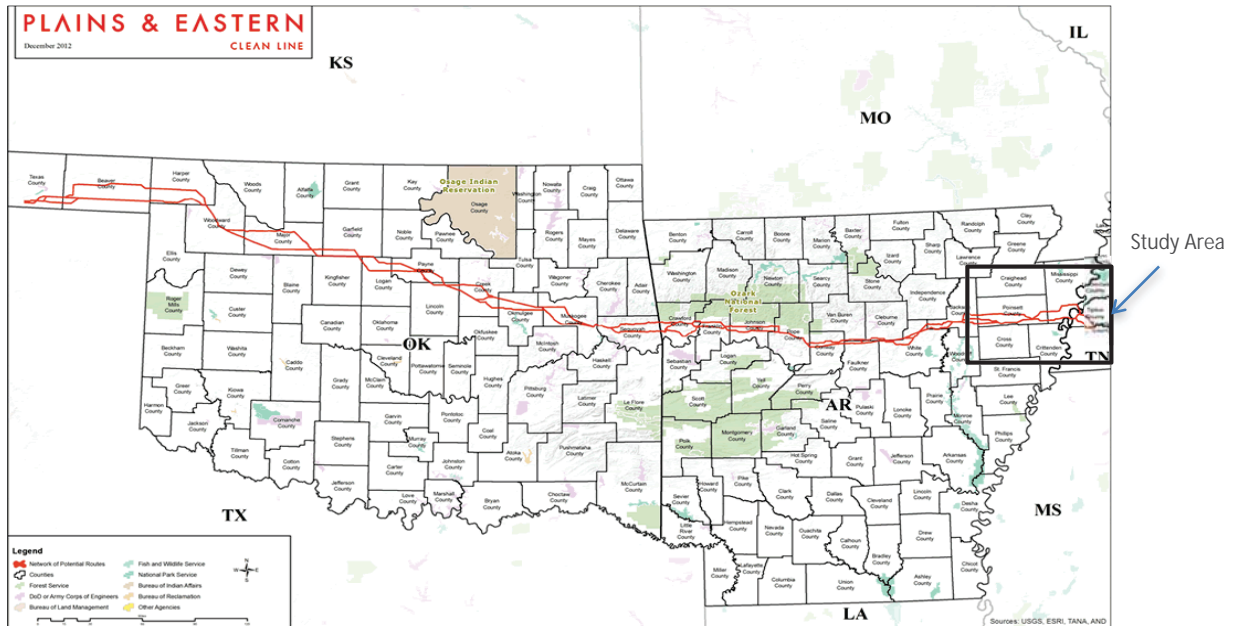 PLAINS & EASTERN
CLEAN LINE
December 2012
IL
KS
MO
Study Area
Texas
County
Beaver
County
Harper
County
Woods
County
Alfalfa
County
Grant
County
Kay
County
Osage Indian
Reservation
Osage
County
Washington
County
Nowata
County
Craig
County
Ottawa
County
Woodward
County
Major
County
Garfield
County
Noble
County
Pawnee
County
Rogers
County
Mayes
County
Delaware
County
Tulsa
County
Ellis
County
Dewey
County
Blaine
County
Kingfisher
County
Logan
County
Payne
County
Creek
County
Wagoner
County
Cherokee
County
Adair
County
Roger
Mills
County
Custer
County
Canadian
County
Oklahoma
County
Lincoln
County
Okfuskee
County
Okmulgee
County
Muskogee
County
Sequoyah
County
McIntosh
County
Haskell
County
OK
Beckham
County
Washita
County
Caddo
County
Grady
County
McClain
County
Cleveland
County
Pottawatomie
County
Seminole
County
Hughes
County
Pittsburg
County
Latimer
County
Le Flore
County
Greer
County
Kiowa
County
Harmon
County
Jackson
County
Comanche
County
Tillman
County
Cotton
County
Stephens
County
Jefferson
County
Garvin
County
Murray
County
Carter
County
Love
County
Pontotoc
County
Johnston
County
Marshall
County
Coal
County
Atoka
County
Bryan
County
Pushmataha
County
Choctaw
County
McCurtain
County
Benton
County
Carroll
County
Boone
County
Marion
County
Baxter
County
Fulton
County
Randolph
County
Clay
County
Washington
County
Madison
County
Newton
County
Searcy
County
Stone
County
Izard
County
Sharp
County
Lawrence
County
Greene
County
Independence
County
Craighead
County
Mississippi
County
Ozark
National
Forest
Crawford
County
Franklin
County
Johnson
County
Pope
County
Van Buren
County
Cleburne
County
Poinsett
County
Cross
County
Crittenden
County
TN
Sebastian
County
Logan
County
Conway
County
White
County
Faulkner
County
St. Francis
County
Scott
County
Yell
County
Perry
County
AR
Pulaski
County
Lonoke
County
Prairie
County
Monroe
County
Lee
County
Phillips
County
Polk
County
Montgomery
County
Garland
County
Saline
County
Hot Spring
County
Grant
County
Jefferson
County
Arkansas
County
Sevier
County
Howard
County
Pike
County
Clark
County
Dallas
County
Cleveland
County
Lincoln
County
Desha
County
Little
River
County
Hempstead
County
Nevada
County
Ouachita
County
Calhoun
County
Bradley
County
Drew
County
Miller
County
Lafayette
County
Columbia
County
Union
County
Ashley
County
Chicot
County
MS
TX
LA
Legend
Network of Potential Routes
Counties
Forest Service
DoD or Army Corps of Engineers
Bureau of Land Management
Fish and Wildlife Service
National Park Service
Bureau of Indian Affairs
Bureau of Reclamation
Other Agencies
N
W
E
S
Sources: USGS, ESRI, TANA, AND